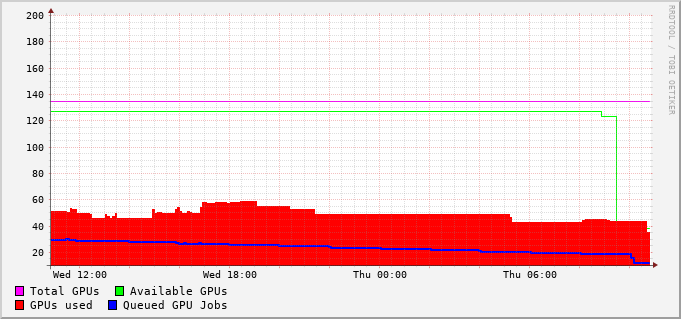 200
180
160
140
120
100
80
60
40
20
Wed 12:00 Wed 18:00 Thu 00:00 Thu 06:00
Total GPUs Available GPUs
GPUs used Queued GPU Jobs
RRDTOOL / TOBI OETIKER